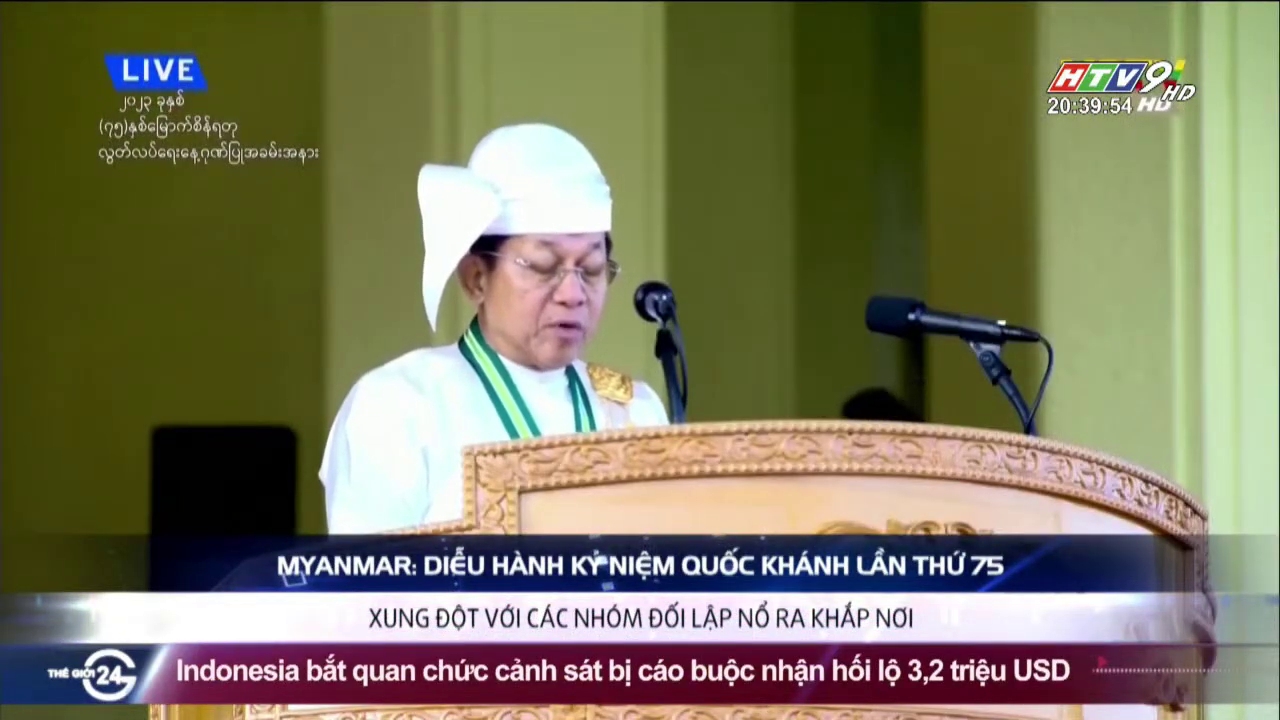 LIVE
၂၀၂၃ ခုနှစ်
(၇၅)နှစ်မြောက်စိန်ရတု
လွတ်လပ်ရေးနေ့ဂုဏ်ပြုအခမ်းအနား
HTV9 HD
20:39:54 HD
MYANMAR: DIỄU HÀNH KỶ NIỆM QUỐC KHÁNH LẦN THỨ 75
XUNG ĐỘT VỚI CÁC NHÓM ĐỐI LẬP NỔ RA KHẮP NƠI
THẾ GIỚI 24G
Indonesia bắt quan chức cảnh sát bị cáo buộc nhận hối lộ 3,2 triệu USD